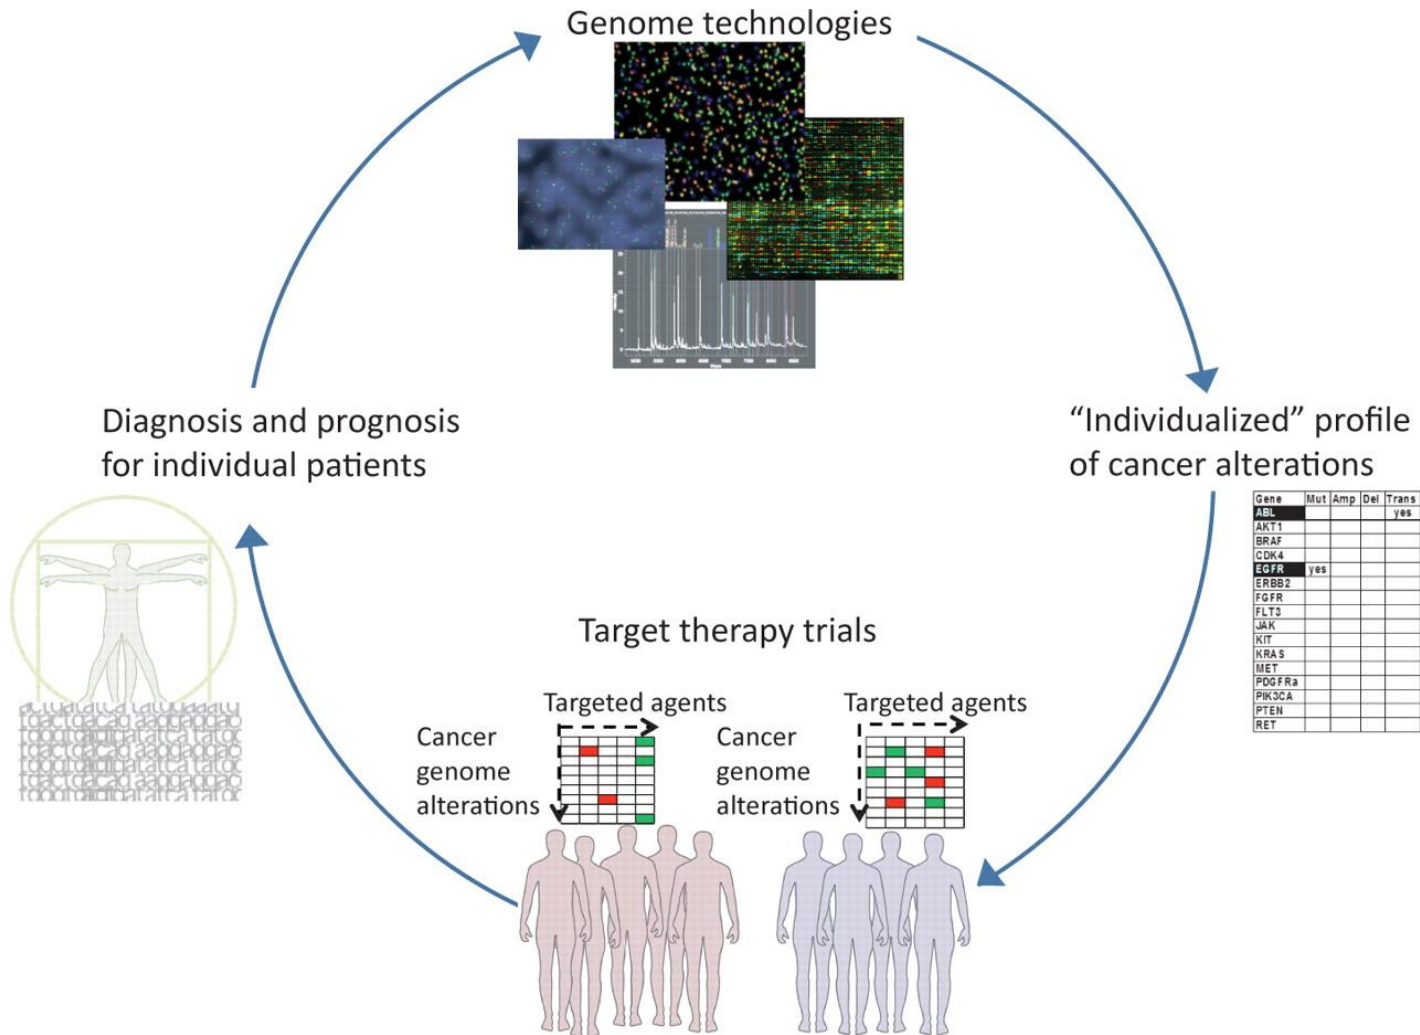 Genome technologies
Diagnosis and prognosis
for individual patients
“Individualized” profile
of cancer alterations
Gene Mut Amp Del Trans
ABL yes
AKT1
BRAF
CDK4
EGFR yes
ERBB2
FGFR
FLT3
JAK
KIT
KRAS
MET
PDGFRa
PIK3CA
PTEN
RET
Target therapy trials
Targeted agents
Cancer
genome
alterations
Targeted agents
Cancer
genome
alterations